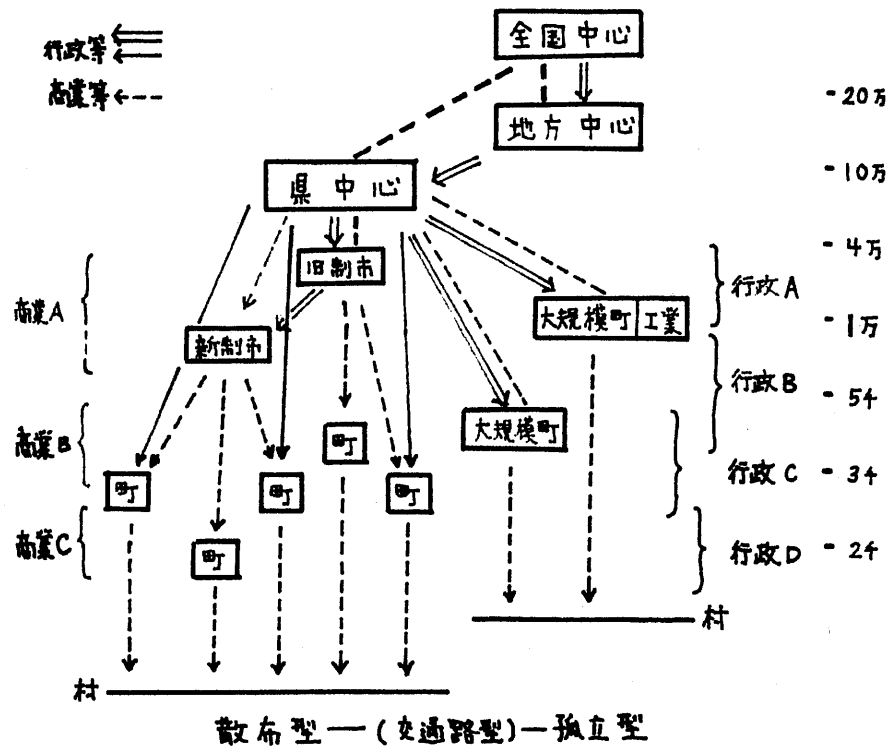 全国中心
行政等
商業等
- 20万
地方中心
- 10万
県中心
- 4万
旧制市
行政A
商業A
大規模町 工業
- 1万
新制市
行政B
- 5千
商業B
町
大規模町
行政C
- 3千
町
町
町
商業C
町
行政D
- 2千
村
村
散布型―(交通路型)―孤立型